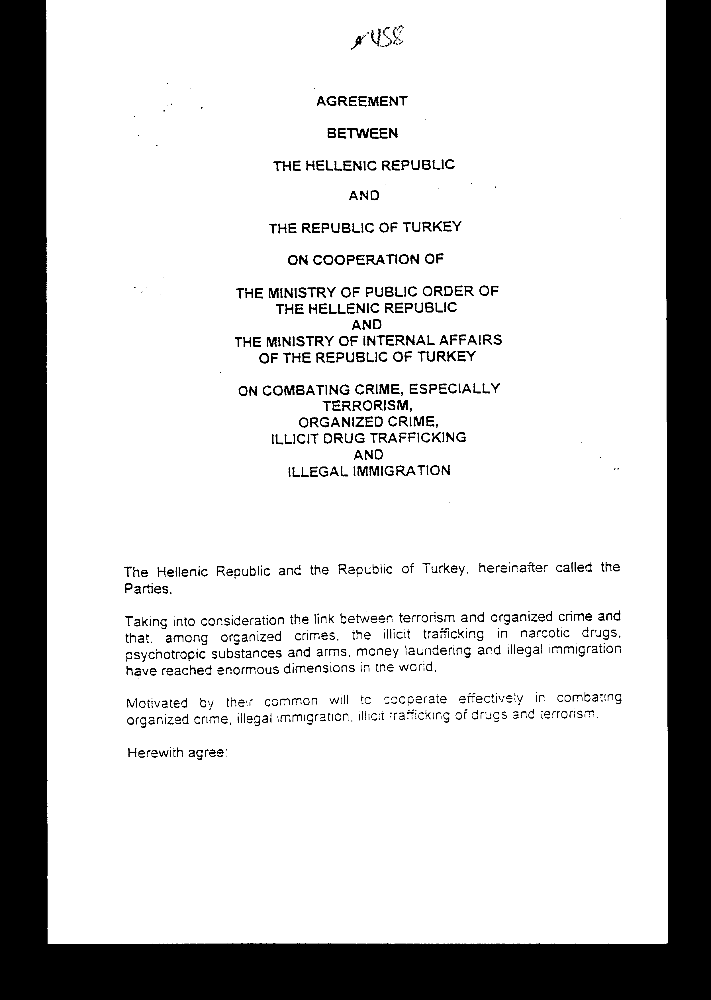 458
AGREEMENT
BETWEEN
THE HELLENIC REPUBLIC
AND
THE REPUBLIC OF TURKEY
ON COOPERATION OF
THE MINISTRY OF PUBLIC ORDER OF
THE HELLENIC REPUBLIC
AND
THE MINISTRY OF INTERNAL AFFAIRS
OF THE REPUBLIC OF TURKEY
ON COMBATING CRIME, ESPECIALLY
TERRORISM,
ORGANIZED CRIME,
ILLICIT DRUG TRAFFICKING
AND
ILLEGAL IMMIGRATION
The Hellenic Republic and the Republic of Turkey, hereinafter called the
Parties,
Taking into consideration the link between terrorism and organized crime and
that, among organized crimes, the illicit trafficking in narcotic drugs,
psychotropic substances and arms, money laundering and illegal immigration
have reached enormous dimensions in the world,
Motivated by their common will to cooperate effectively in combating
organized crime, illegal immigration, illicit trafficking of drugs and terrorism.
Herewith agree: